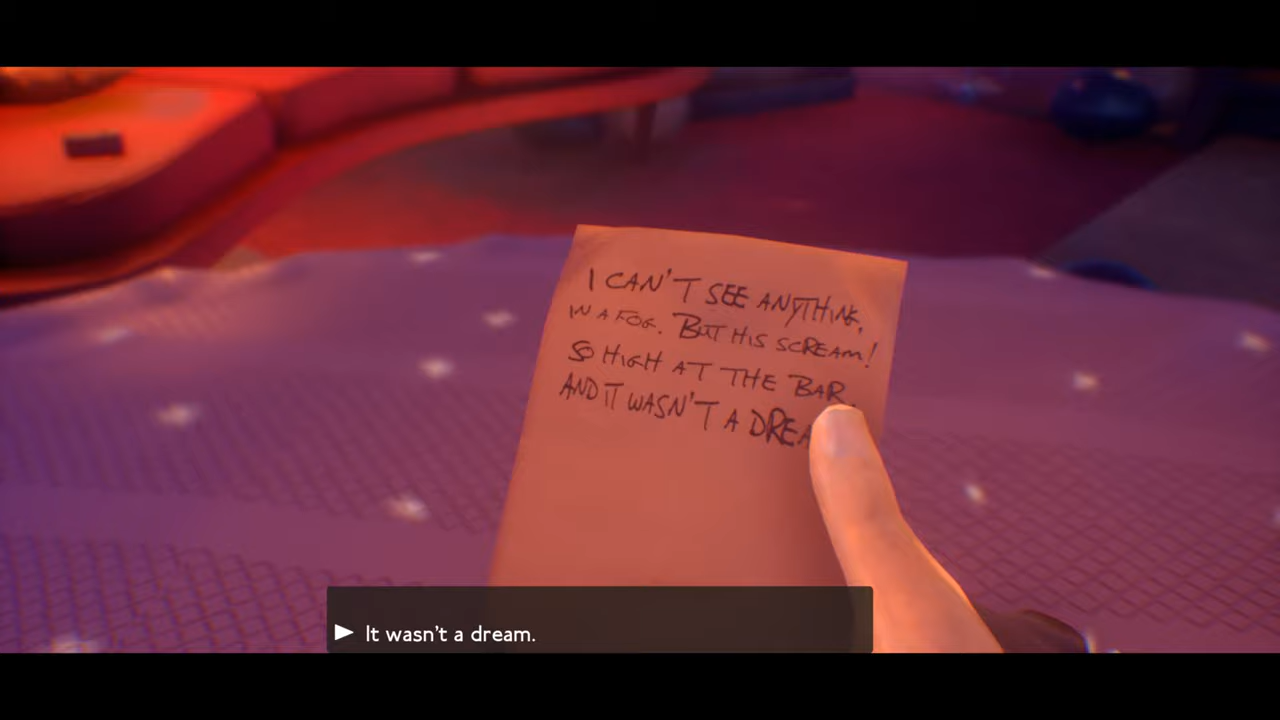 I CAN'T SEE ANYTHING,
IN A FOG. BUT HIS SCREAM!
SO HIGH AT THE BAR.
AND IT WASN'T A DREA
It wasn't a dream.